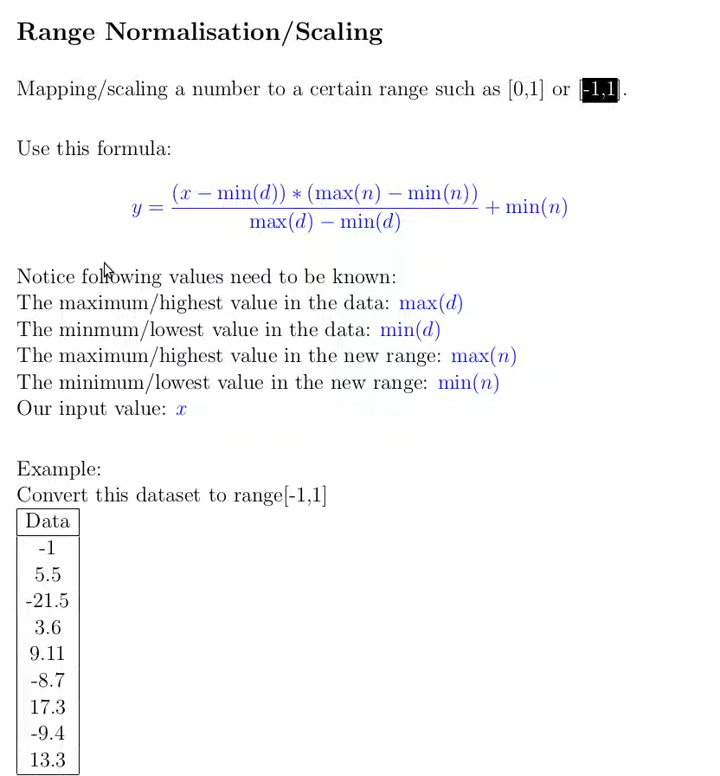 Range Normalisation/Scaling
Mapping/scaling a number to a certain range such as [0,1] or [-1,1].
Use this formula:
y = (x − min(d)) ∗ (max(n) − min(n)) / max(d) − min(d) + min(n)
Notice following values need to be known:
The maximum/highest value in the data: max(d)
The minmum/lowest value in the data: min(d)
The maximum/highest value in the new range: max(n)
The minimum/lowest value in the new range: min(n)
Our input value: x
Example:
Convert this dataset to range[-1,1]
Data
-1
5.5
-21.5
3.6
9.11
-8.7
17.3
-9.4
13.3